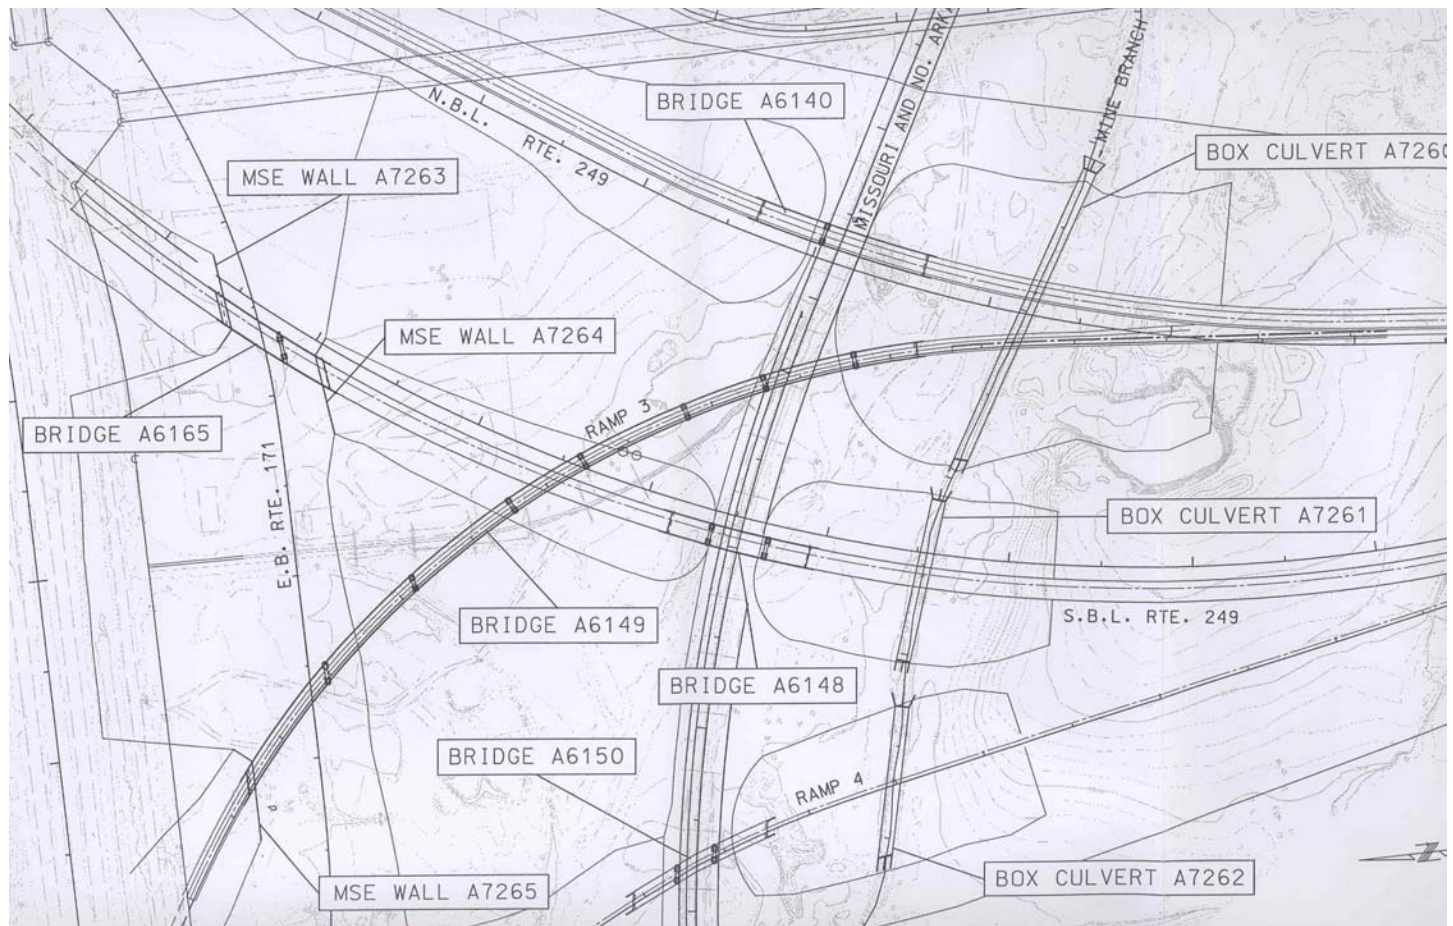 N.B.L. RTE. 249
BRIDGE A6140
MISSOURI AND NO. ARK.
MINE BRANCH
BOX CULVERT A7260
MSE WALL A7263
MSE WALL A7264
BRIDGE A6165
RAMP 3
E.B. RTE. 171
BOX CULVERT A7261
BRIDGE A6149
S.B.L. RTE. 249
BRIDGE A6148
BRIDGE A6150
RAMP 4
MSE WALL A7265
BOX CULVERT A7262
N